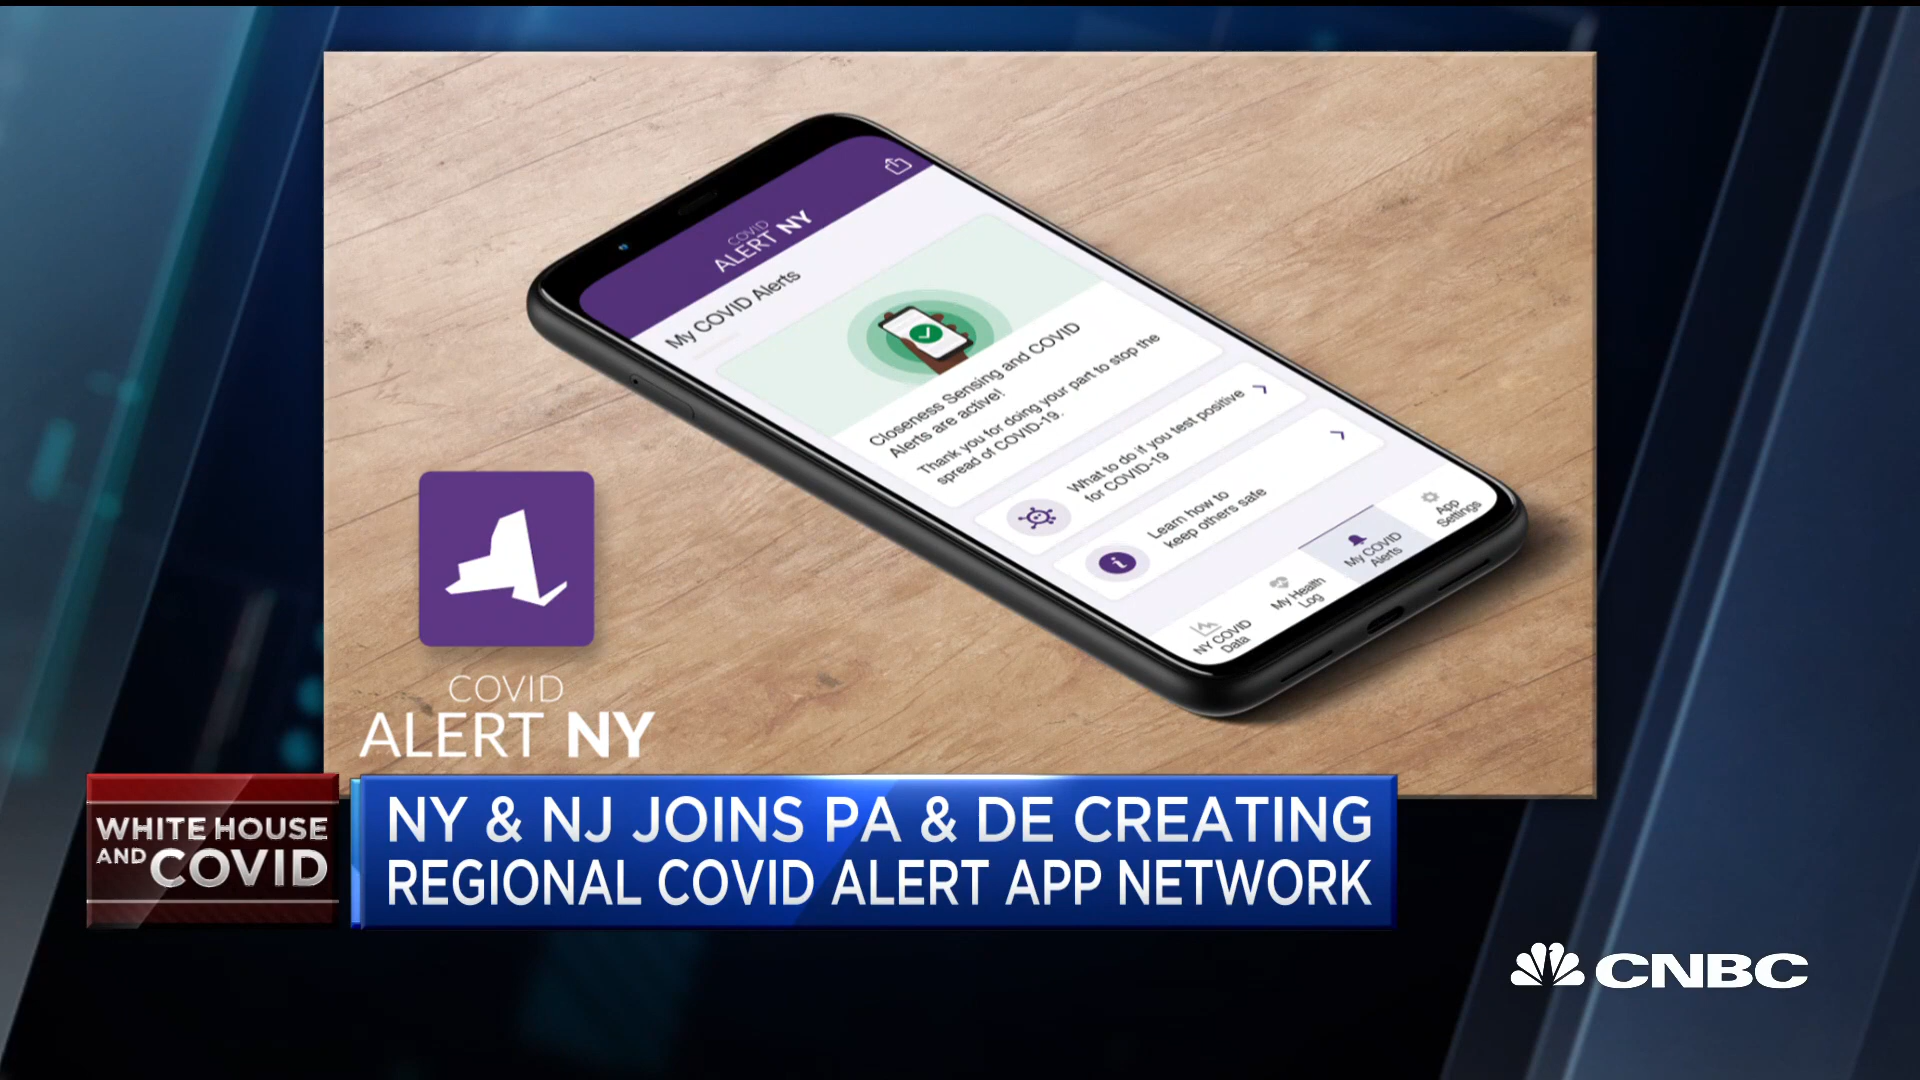 COVID
ALERT NY
My COVID Alerts
Closeness Sensing and COVID
Alerts are active!
Thank you for doing your part to stop the
spread of COVID-19.
What to do if you test positive
for COVID-19
Learn how to
keep others safe
NY COVID
Data
My Health
Log
My COVID
Alerts
App
Settings
COVID
ALERT NY
WHITE HOUSE
AND COVID
NY & NJ JOINS PA & DE CREATING
REGIONAL COVID ALERT APP NETWORK
CNBC